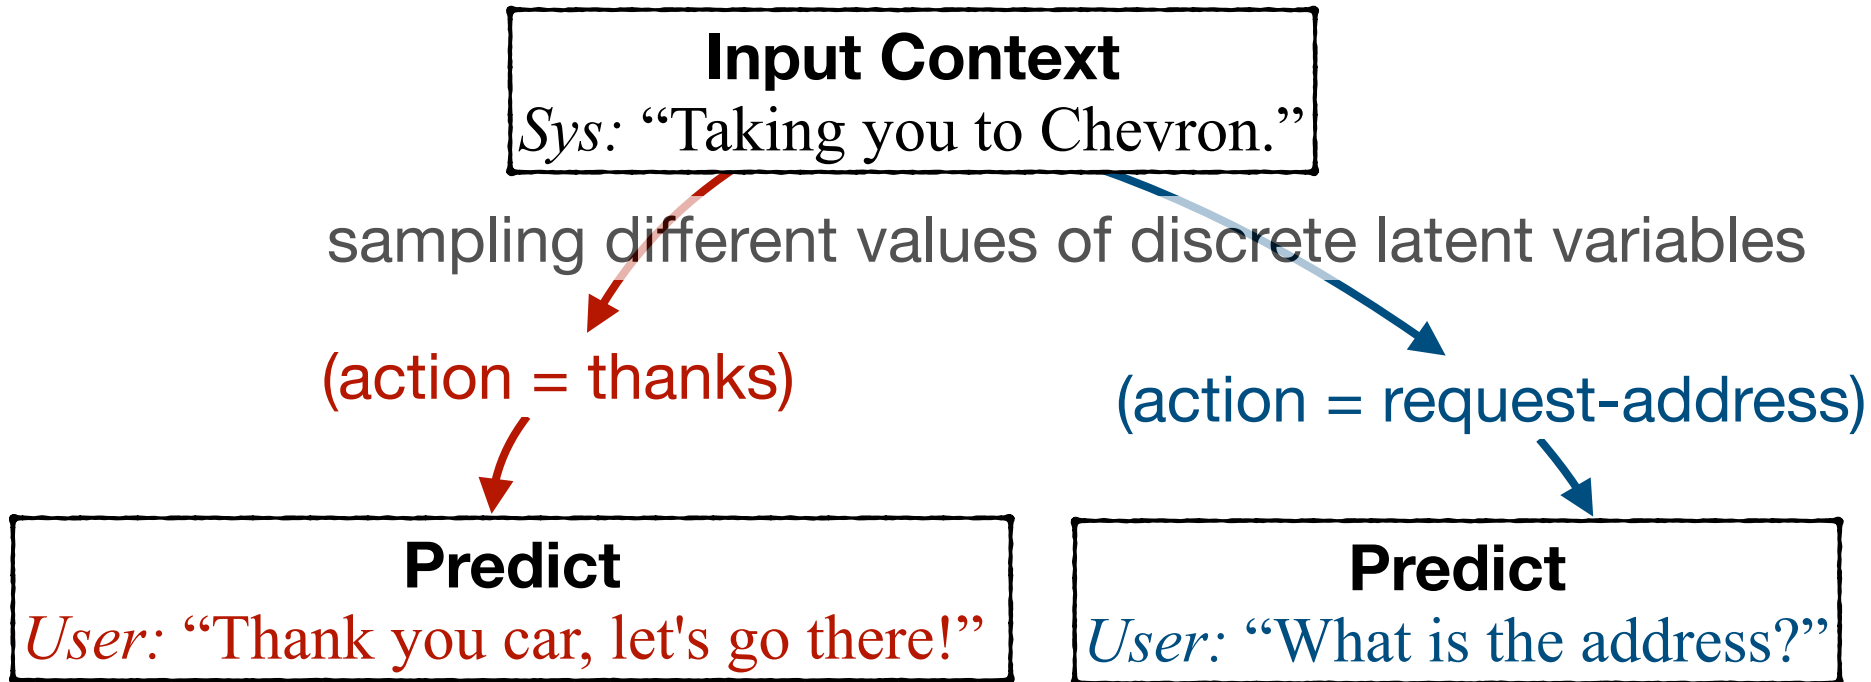 Input Context
Sys: “Taking you to Chevron.”
sampling different values of discrete latent variables
(action = thanks)
(action = request-address)
Predict
User: “Thank you car, let's go there!”
Predict
User: “What is the address?”